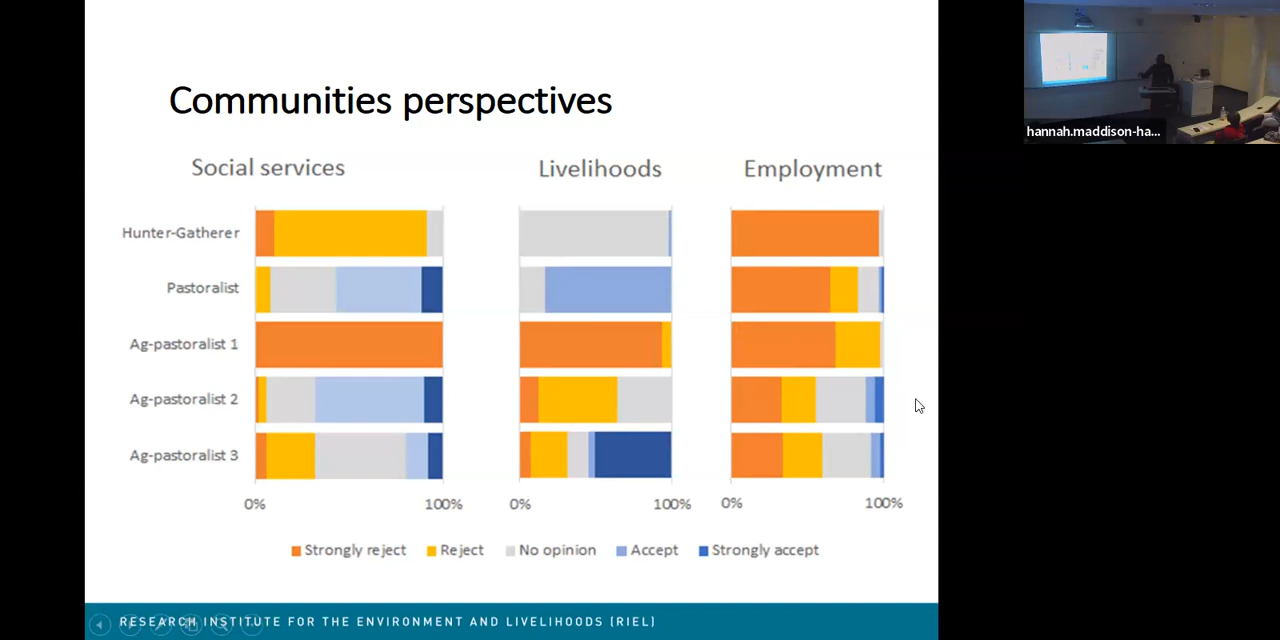 Communities perspectives
Social services
Livelihoods
Employment
Hunter-Gatherer
Pastoralist
Ag-pastoralist 1
Ag-pastoralist 2
Ag-pastoralist 3
0% 100% 0% 100% 0% 100%
Strongly reject Reject No opinion Accept Strongly accept
RESEARCH INSTITUTE FOR THE ENVIRONMENT AND LIVELIHOODS (RIEL)
hannah.maddison-ha...